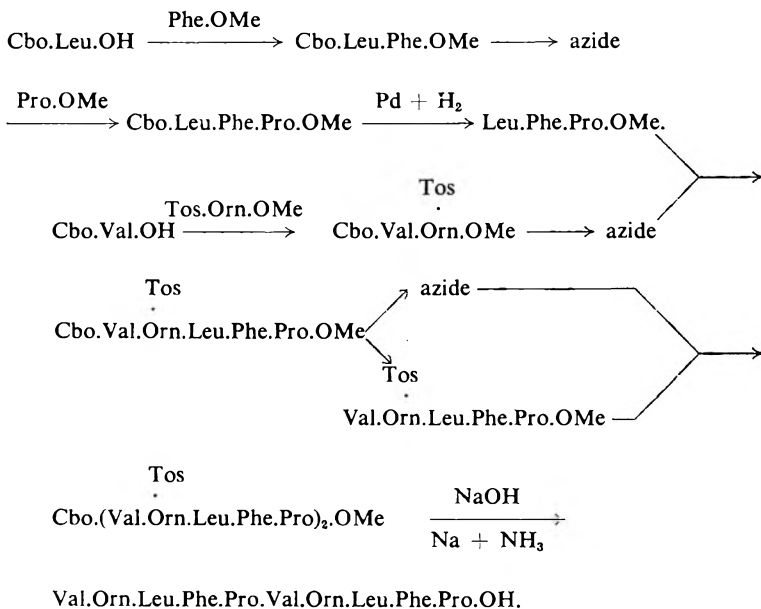 Phe.OMe
Cbo.Leu.OH ⟶ Cbo.Leu.Phe.OMe ⟶ azide
Pro.OMe Pd + H₂
⟶ Cbo.Leu.Phe.Pro.OMe ⟶ Leu.Phe.Pro.OMe.
Tos
Tos.Orn.OMe
Cbo.Val.OH ⟶ Cbo.Val.Orn.OMe ⟶ azide
Tos
azide
Cbo.Val.Orn.Leu.Phe.Pro.OMe
Tos
Val.Orn.Leu.Phe.Pro.OMe
Tos
NaOH
Cbo.(Val.Orn.Leu.Phe.Pro)₂.OMe
Na + NH₃
Val.Orn.Leu.Phe.Pro.Val.Orn.Leu.Phe.Pro.OH.